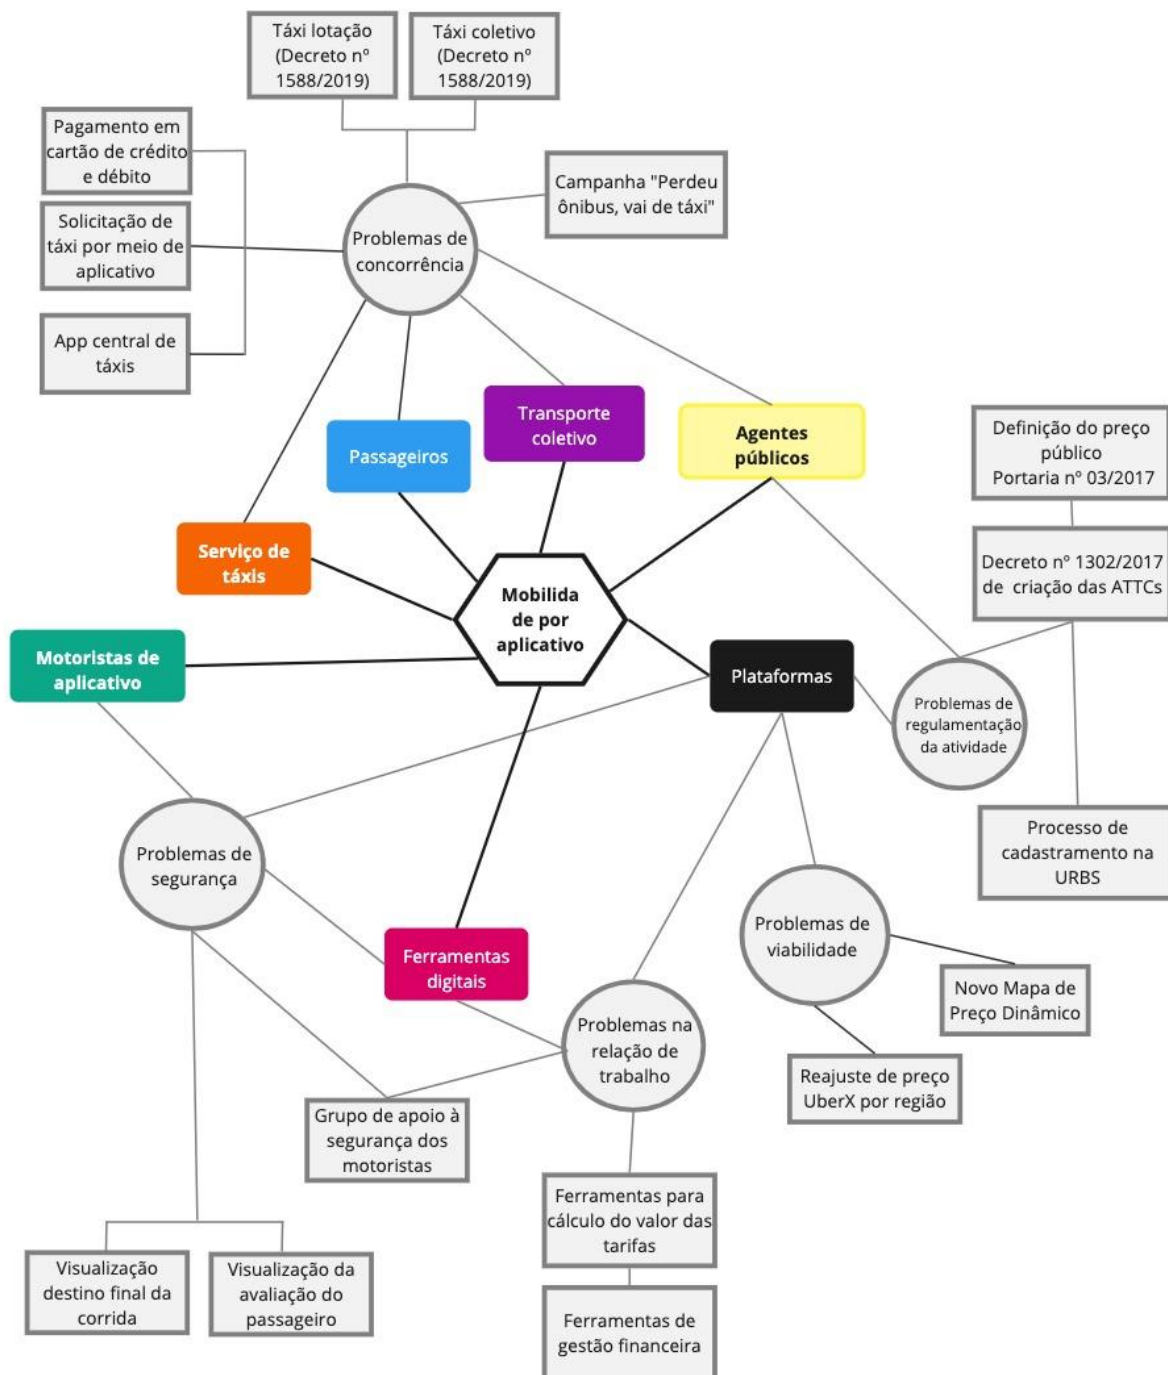 Táxi lotação
(Decreto nº
1588/2019)
Táxi coletivo
(Decreto nº
1588/2019)
Pagamento em
cartão de crédito
e débito
Campanha "Perdeu
ônibus, vai de táxi"
Solicitação de
táxi por meio de
aplicativo
Problemas de
concorrência
App central de
táxis
Transporte
coletivo
Passageiros
Agentes
públicos
Definição do preço
público
Portaria nº 03/2017
Serviço de
táxis
Decreto nº 1302/2017
de criação das ATTCs
Mobilida
de por
aplicativo
Motoristas de
aplicativo
Plataformas
Problemas de
regulamentação
da atividade
Problemas de
segurança
Processo de
cadastramento na
URBS
Problemas de
viabilidade
Ferramentas
digitais
Novo Mapa de
Preço Dinâmico
Problemas na
relação de
trabalho
Reajuste de preço
UberX por região
Grupo de apoio à
segurança dos
motoristas
Ferramentas para
cálculo do valor das
tarifas
Visualização
destino final da
corrida
Visualização da
avaliação do
passageiro
Ferramentas de
gestão financeira